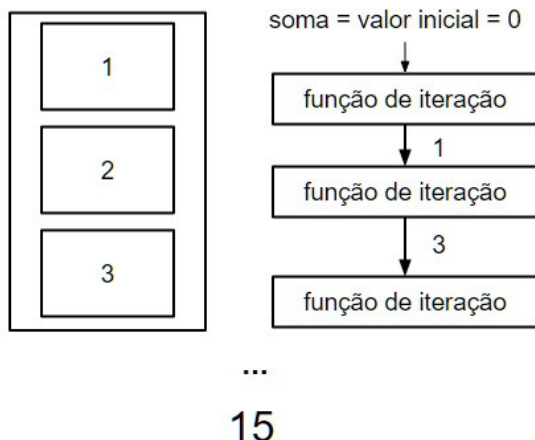 soma = valor inicial = 0
1
função de iteração
1
2
função de iteração
3
3
função de iteração
...
15